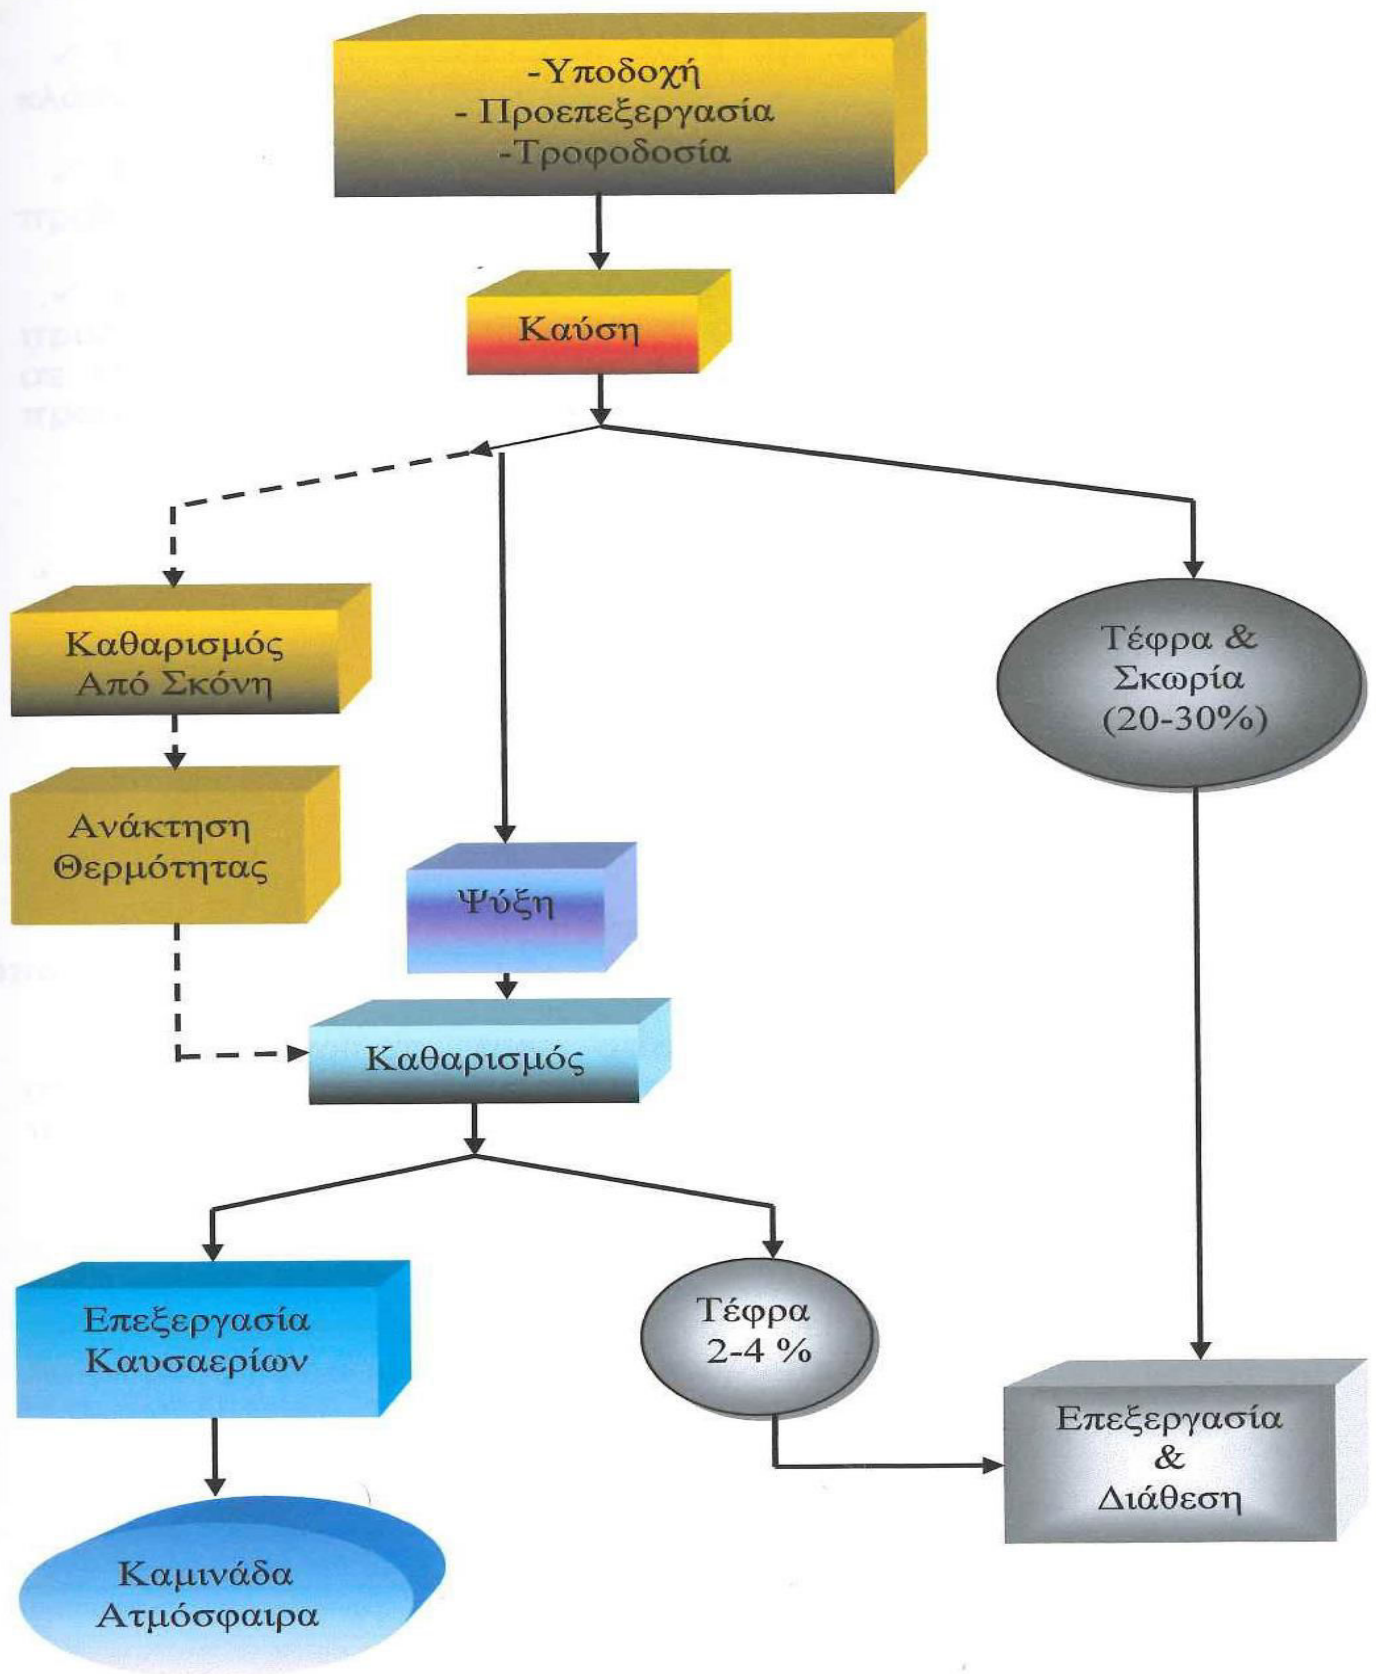 -Υποδοχή
- Προεπεξεργασία
-Τροφοδοσία
Καύση
Καθαρισμός
Από Σκόνη
Τέφρα &
Σκωρία
(20-30%)
Ανάκτηση
Θερμότητας
Ψύξη
Καθαρισμός
Επεξεργασία
Καυσαερίων
Τέφρα
2-4 %
Επεξεργασία
&
Διάθεση
Καμινάδα
Ατμόσφαιρα